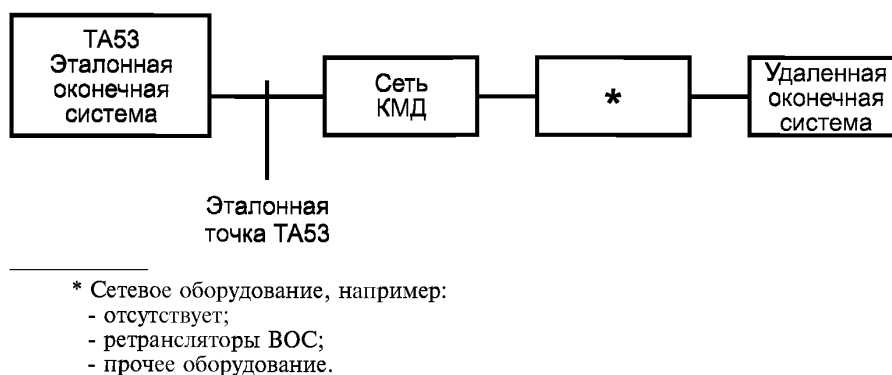 ТА53
Эталонная
оконечная
система
Сеть
КМД
*
Удаленная
оконечная
система
Эталонная
точка ТА53
* Сетевое оборудование, например:
- отсутствует;
- ретрансляторы ВОС;
- прочее оборудование.